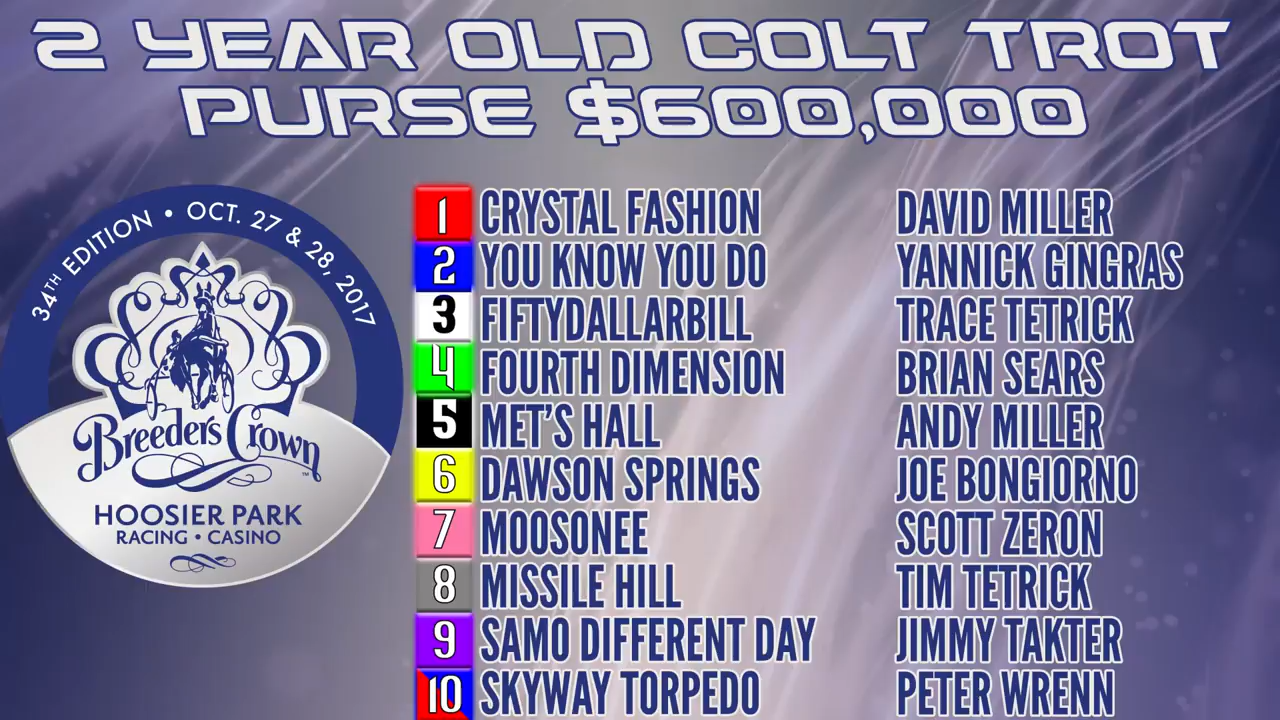 2 YEAR OLD COLT TROT
PURSE $600,000
34TH EDITION • OCT. 27 & 28, 2017
Breeders Crown™
HOOSIER PARK
RACING • CASINO
1 CRYSTAL FASHION DAVID MILLER
2 YOU KNOW YOU DO YANNICK GINGRAS
3 FIFTYDALLARBILL TRACE TETRICK
4 FOURTH DIMENSION BRIAN SEARS
5 MET'S HALL ANDY MILLER
6 DAWSON SPRINGS JOE BONGIORNO
7 MOOSONEE SCOTT ZERON
8 MISSILE HILL TIM TETRICK
9 SAMO DIFFERENT DAY JIMMY TAKTER
10 SKYWAY TORPEDO PETER WRENN